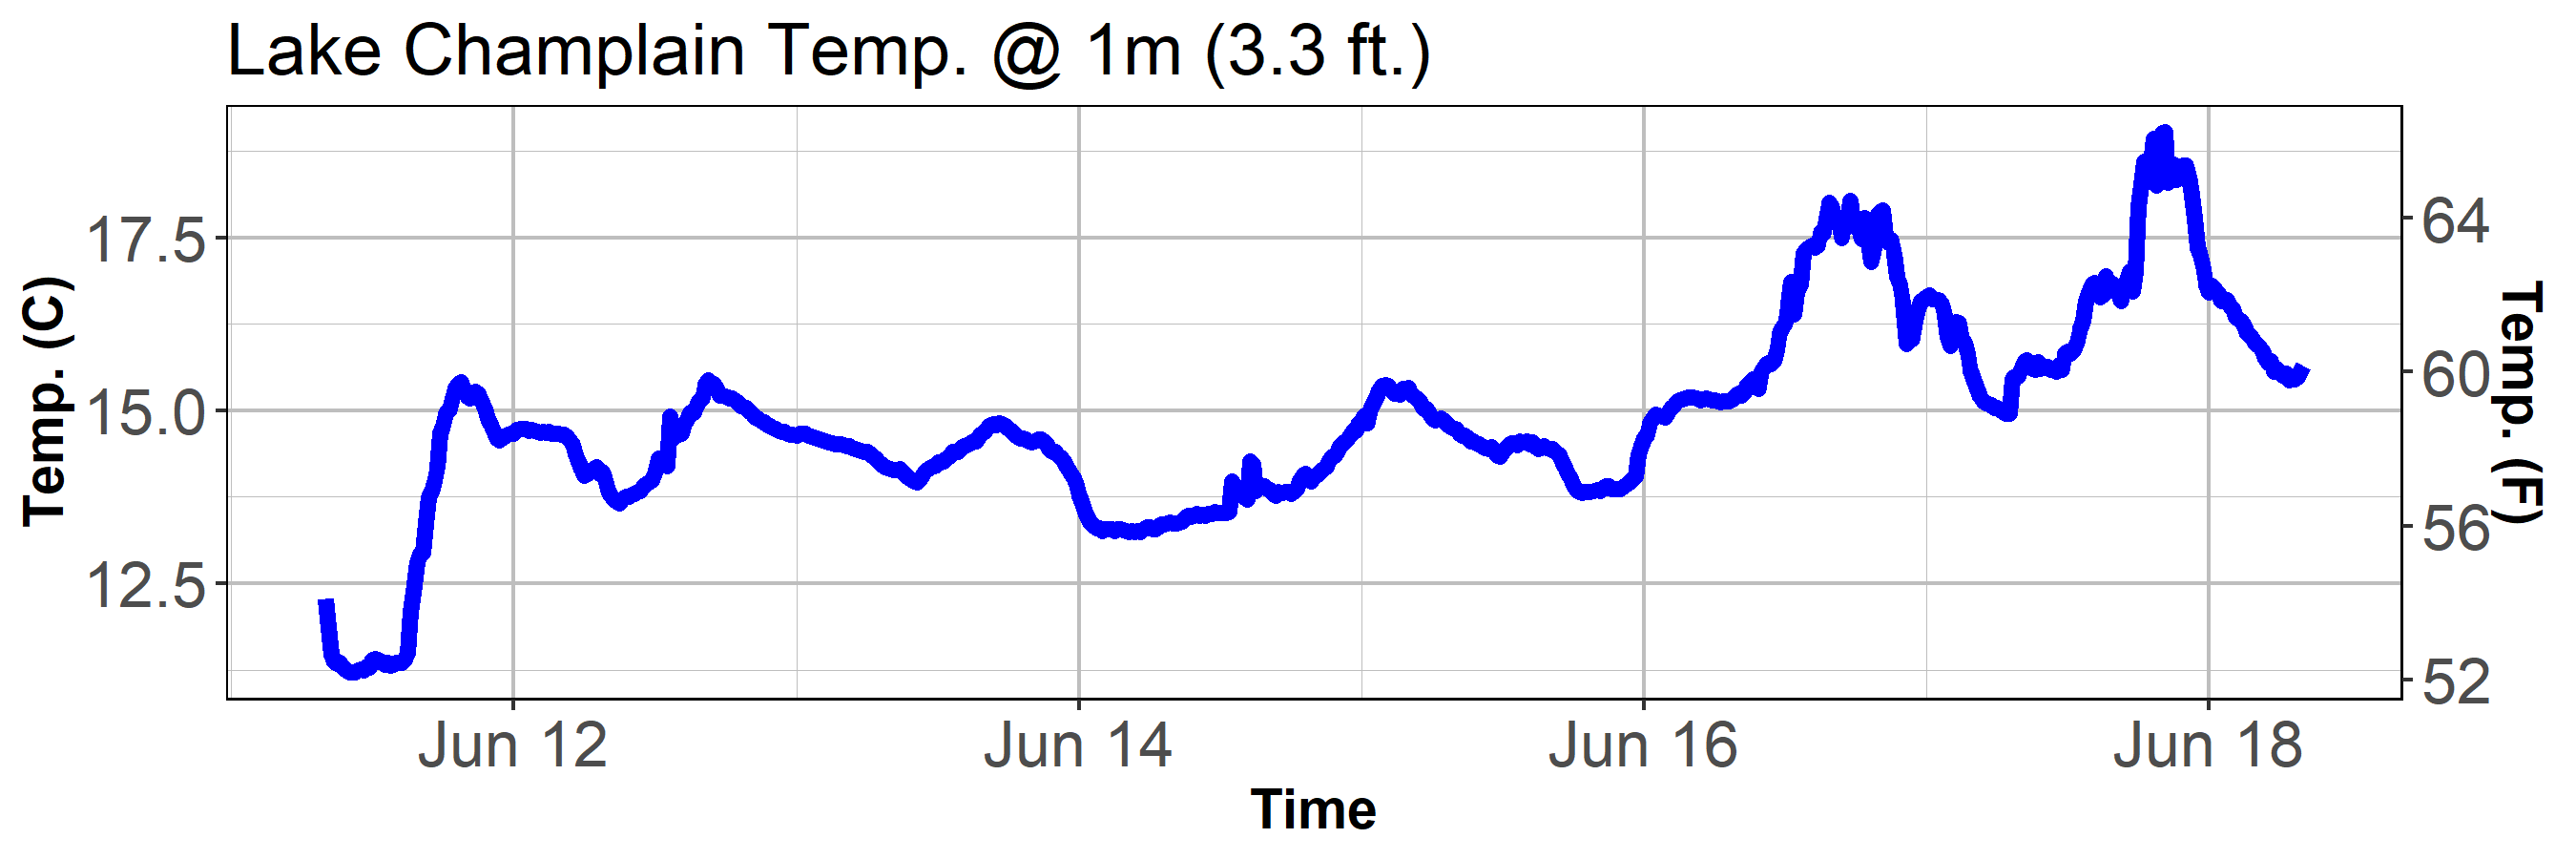 Lake Champlain Temp. @ 1m (3.3 ft.)
Temp. (C)
17.5
15.0
12.5
64
60
56
52
Temp. (F)
Jun 12
Jun 14
Jun 16
Jun 18
Time